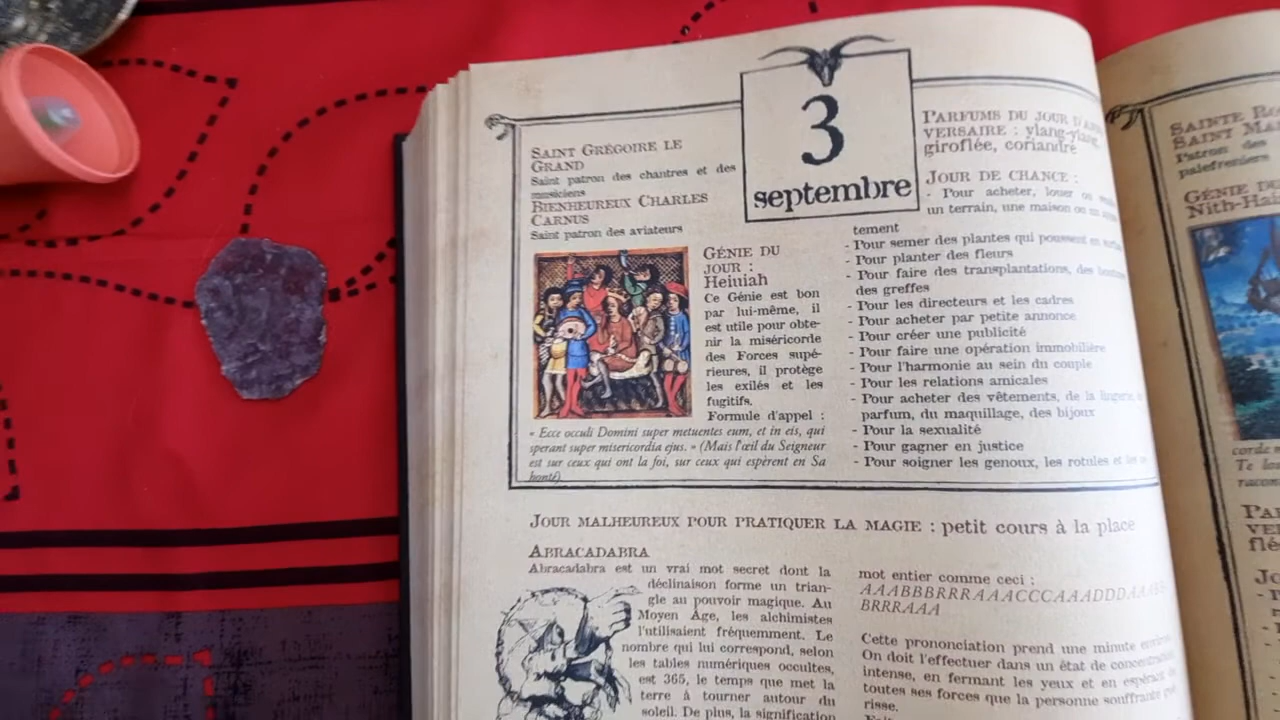 3
septembre
SAINT GRÉGOIRE LE
GRAND
Saint patron des chantres et des
musiciens
BIENHEUREUX CHARLES
CARNUS
Saint patron des aviateurs
GÉNIE DU
JOUR :
Heiuiah
Ce Génie est bon
par lui-même, il
est utile pour obte-
nir la miséricorde
des Forces supé-
rieures, il protège
les exilés et les
fugitifs.
Formule d'appel :
« Ecce occuli Domini super metuentes eum, et in eis, qui
sperant super misericordia ejus. » (Mais l'œil du Seigneur
est sur ceux qui ont la foi, sur ceux qui espèrent en Sa
bonté)
PARFUMS DU JOUR
VERSAIRE : ylang-ylang,
giroflée, coriandre
JOUR DE CHANCE :
- Pour acheter, louer ou
un terrain, une maison ou un
tement
- Pour semer des plantes qui poussent en
- Pour planter des fleurs
- Pour faire des transplantations, des
des greffes
- Pour les directeurs et les cadres
- Pour acheter par petite annonce
- Pour créer une publicité
- Pour faire une opération immobilière
- Pour l'harmonie au sein du couple
- Pour les relations amicales
- Pour acheter des vêtements, de la lingerie,
parfum, du maquillage, des bijoux
- Pour la sexualité
- Pour gagner en justice
- Pour soigner les genoux, les rotules et les
JOUR MALHEUREUX POUR PRATIQUER LA MAGIE : petit cours à la place
ABRACADABRA
Abracadabra est un vrai mot secret dont la
déclinaison forme un trian-
gle au pouvoir magique. Au
Moyen Âge, les alchimistes
l'utilisaient fréquemment. Le
nombre qui lui correspond, selon
les tables numériques occultes,
est 365, le temps que met la
terre à tourner autour du
soleil. De plus, la signification
mot entier comme ceci :
BRRRAAA
Cette prononciation prend une minute
On doit l'effectuer dans un état de
intense, en fermant les yeux et en
toutes ses forces que la personne souffrante
risse.
SAINTE
SAINT
Patron des
palefreniers
GÉNIE